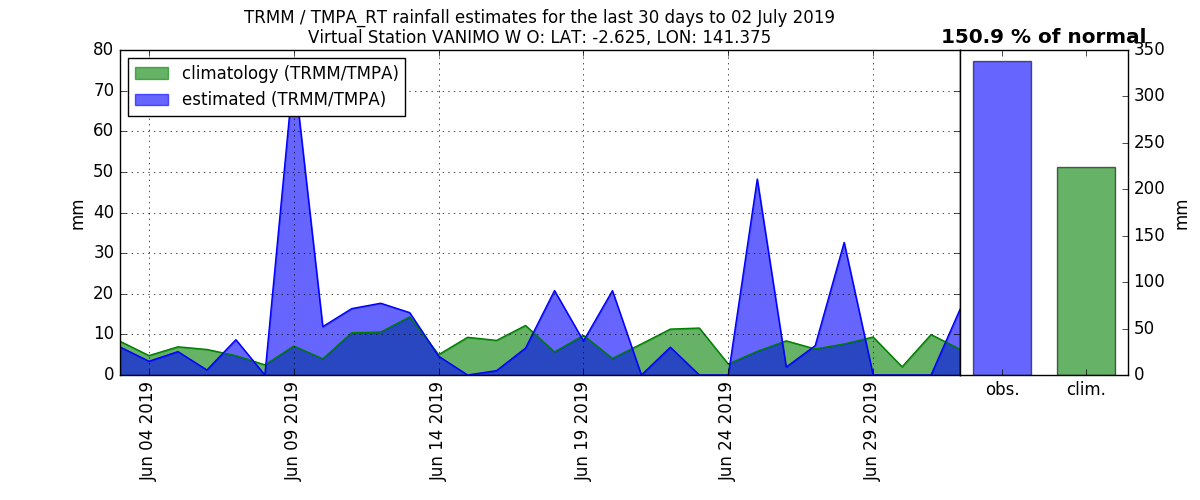 TRMM / TMPA_RT rainfall estimates for the last 30 days to 02 July 2019
Virtual Station VANIMO W O: LAT: -2.625, LON: 141.375
150.9 % of normal
climatology (TRMM/TMPA)
estimated (TRMM/TMPA)
mm
80
70
60
50
40
30
20
10
0
Jun 04 2019
Jun 09 2019
Jun 14 2019
Jun 19 2019
Jun 24 2019
Jun 29 2019
obs.
clim.
350
300
250
200
150
100
50
0
mm